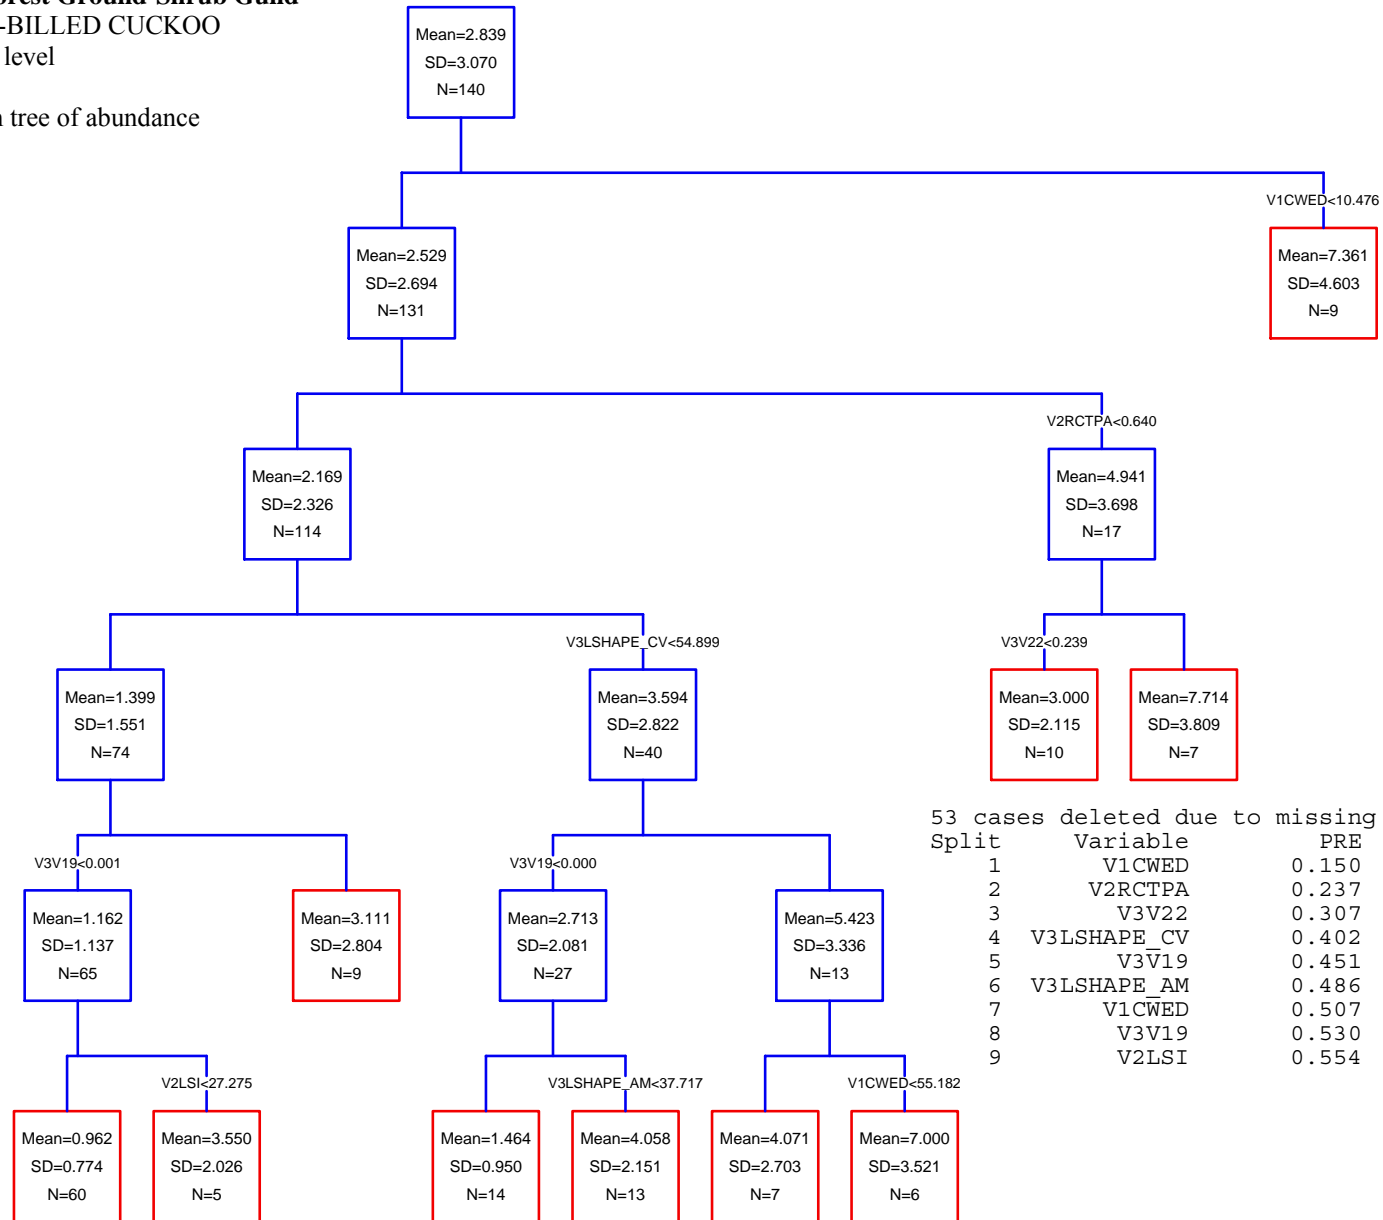 -BILLED CUCKOO
level
tree of abundance
Mean=2.839
SD=3.070
N=140
V1CWED<10.476
Mean=2.529
SD=2.694
N=131
Mean=7.361
SD=4.603
N=9
V2RCTPA<0.640
Mean=2.169
SD=2.326
N=114
Mean=4.941
SD=3.698
N=17
V3LSHAPE_CV<54.899
V3V22<0.239
Mean=1.399
SD=1.551
N=74
Mean=3.594
SD=2.822
N=40
Mean=3.000
SD=2.115
N=10
Mean=7.714
SD=3.809
N=7
V3V19<0.001
V3V19<0.000
Mean=1.162
SD=1.137
N=65
Mean=3.111
SD=2.804
N=9
Mean=2.713
SD=2.081
N=27
Mean=5.423
SD=3.336
N=13
V2LSI<27.275
V3LSHAPE_AM<37.717
V1CWED<55.182
Mean=0.962
SD=0.774
N=60
Mean=3.550
SD=2.026
N=5
Mean=1.464
SD=0.950
N=14
Mean=4.058
SD=2.151
N=13
Mean=4.071
SD=2.703
N=7
Mean=7.000
SD=3.521
N=6
53 cases deleted due to missing
Split Variable PRE
1 V1CWED 0.150
2 V2RCTPA 0.237
3 V3V22 0.307
4 V3LSHAPE_CV 0.402
5 V3V19 0.451
6 V3LSHAPE_AM 0.486
7 V1CWED 0.507
8 V3V19 0.530
9 V2LSI 0.554